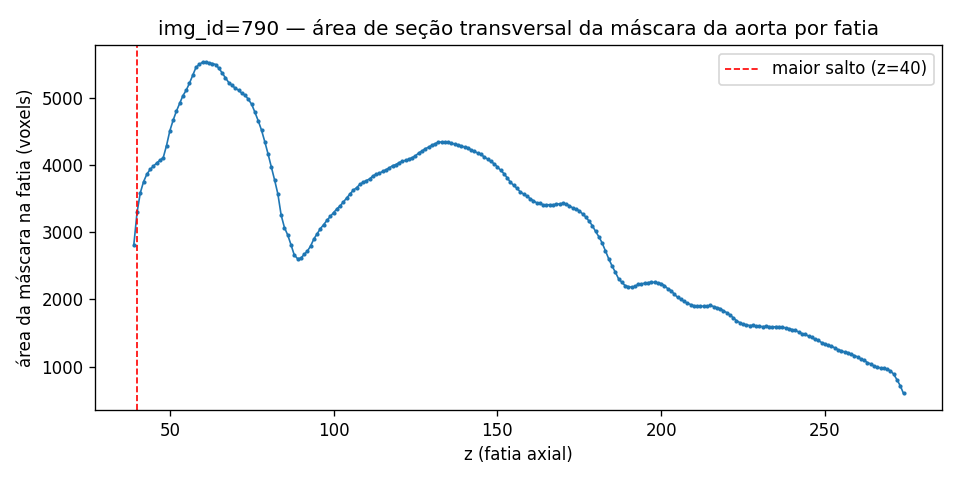 img_id=790 — área de seção transversal da máscara da aorta por fatia
maior salto (z=40)
área da máscara na fatia (voxels)
5000
4000
3000
2000
1000
50
100
150
200
250
z (fatia axial)